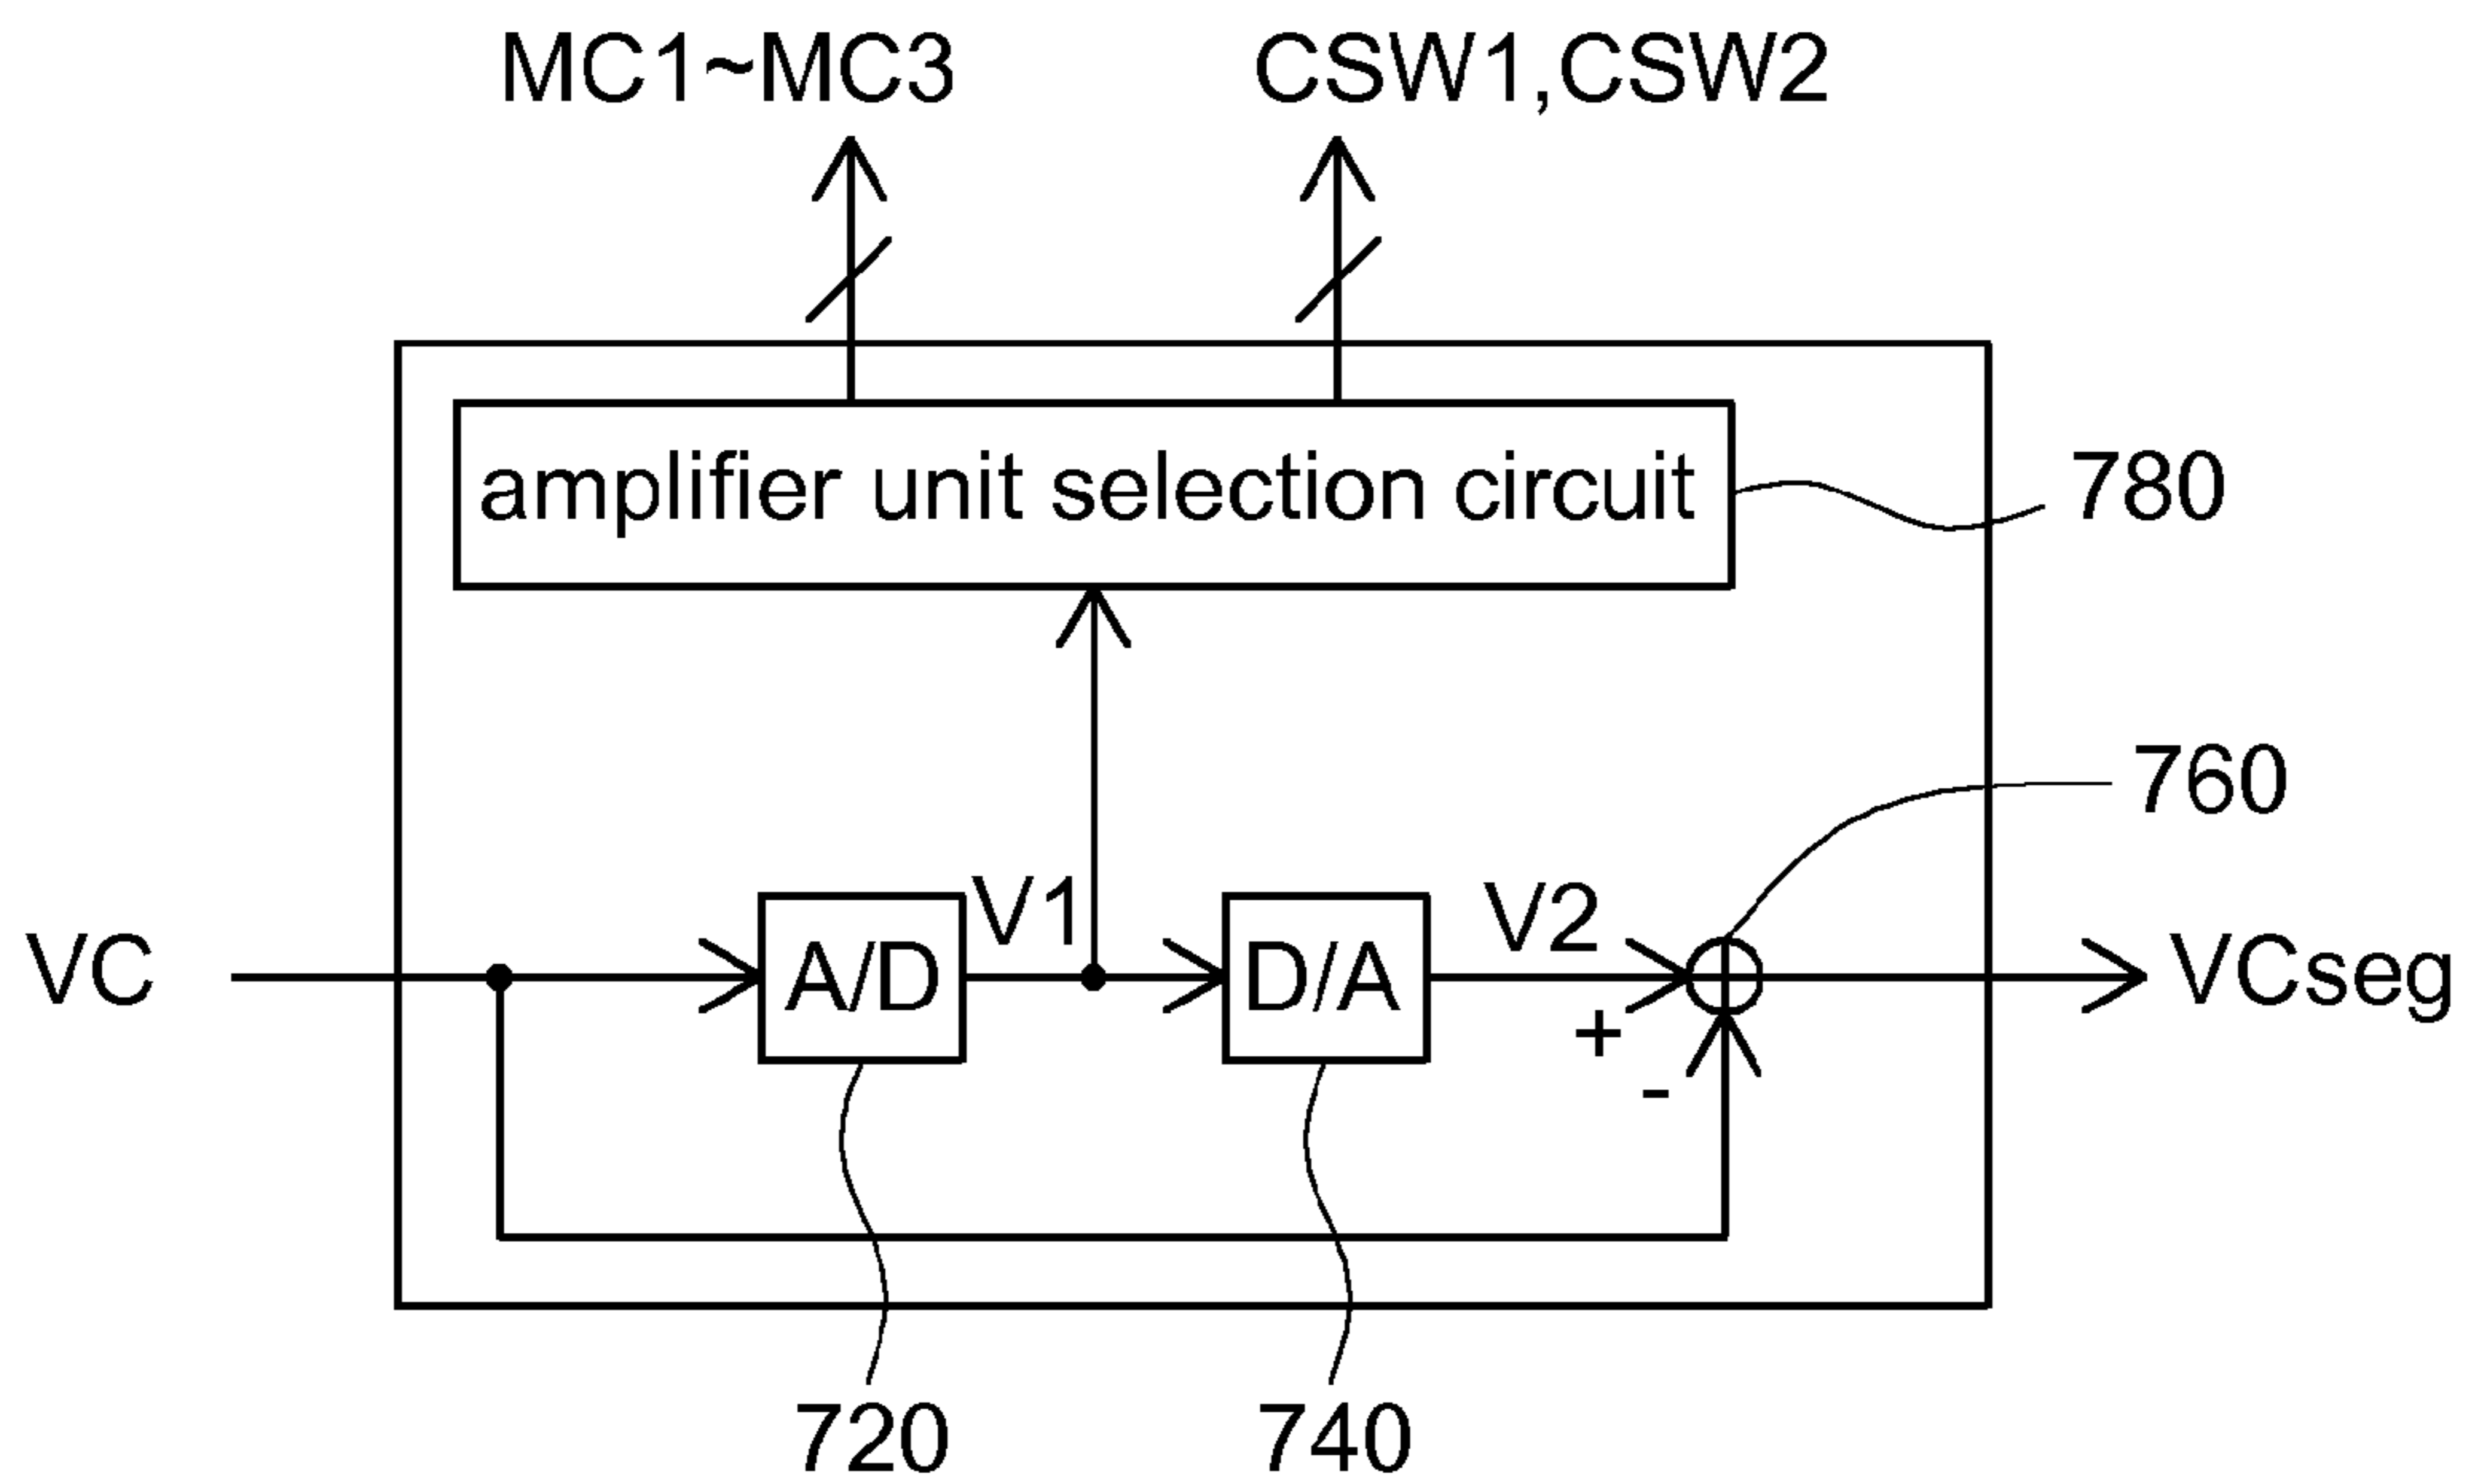 MC1~MC3
CSW1,CSW2
amplifier unit selection circuit
780
760
VC
A/D
V1
D/A
V2
+
-
VCseg
720
740